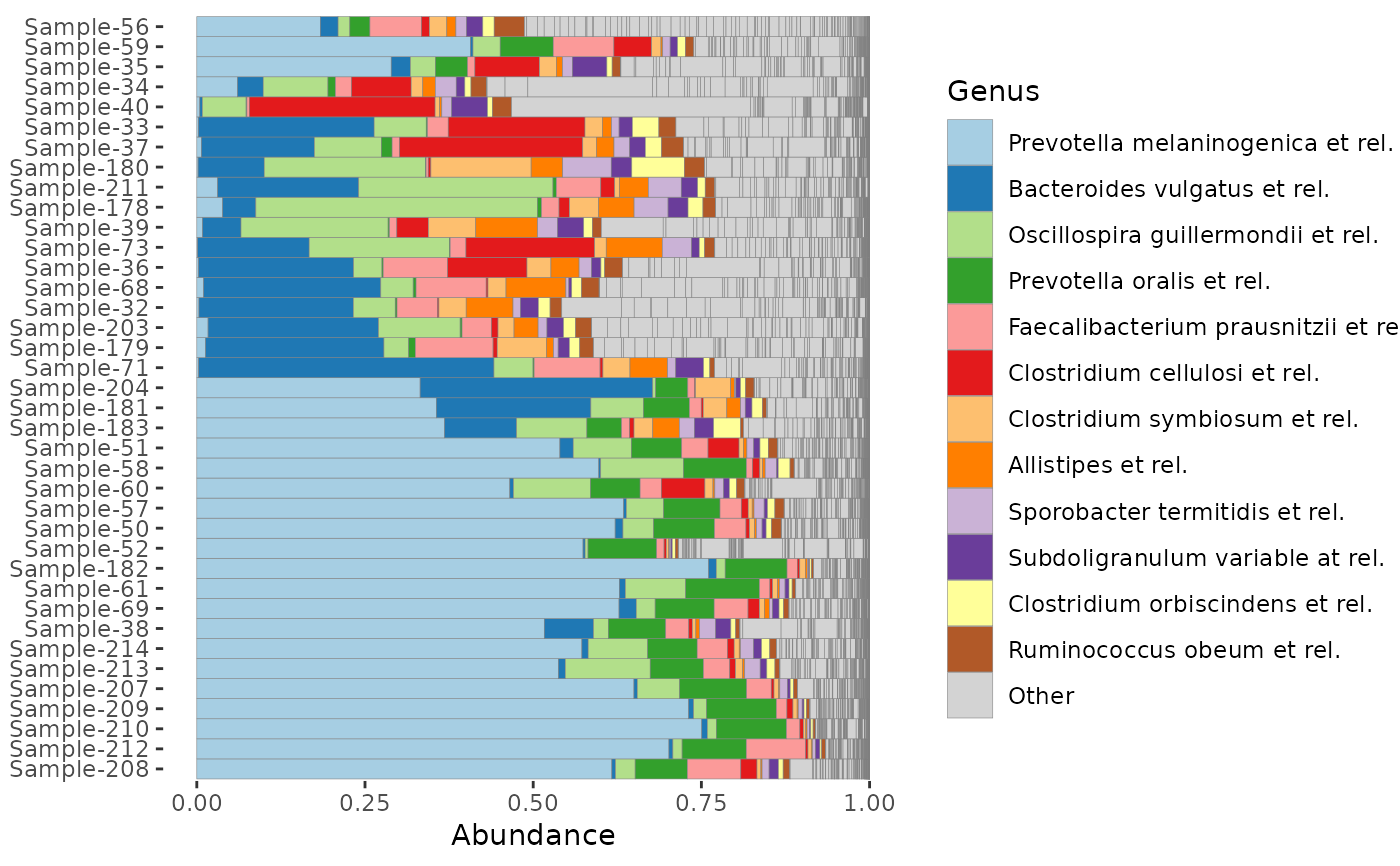 Sample-56
Sample-59
Sample-35
Sample-34
Sample-40
Sample-33
Sample-37
Sample-180
Sample-211
Sample-178
Sample-39
Sample-73
Sample-36
Sample-68
Sample-32
Sample-203
Sample-179
Sample-71
Sample-204
Sample-181
Sample-183
Sample-51
Sample-58
Sample-60
Sample-57
Sample-50
Sample-52
Sample-182
Sample-61
Sample-69
Sample-38
Sample-214
Sample-213
Sample-207
Sample-209
Sample-210
Sample-212
Sample-208
0.00 0.25 0.50 0.75 1.00
Abundance
Genus
Prevotella melaninogenica et rel.
Bacteroides vulgatus et rel.
Oscillospira guillermondii et rel.
Prevotella oralis et rel.
Faecalibacterium prausnitzii et re
Clostridium cellulosi et rel.
Clostridium symbiosum et rel.
Allistipes et rel.
Sporobacter termitidis et rel.
Subdoligranulum variable at rel.
Clostridium orbiscindens et rel.
Ruminococcus obeum et rel.
Other